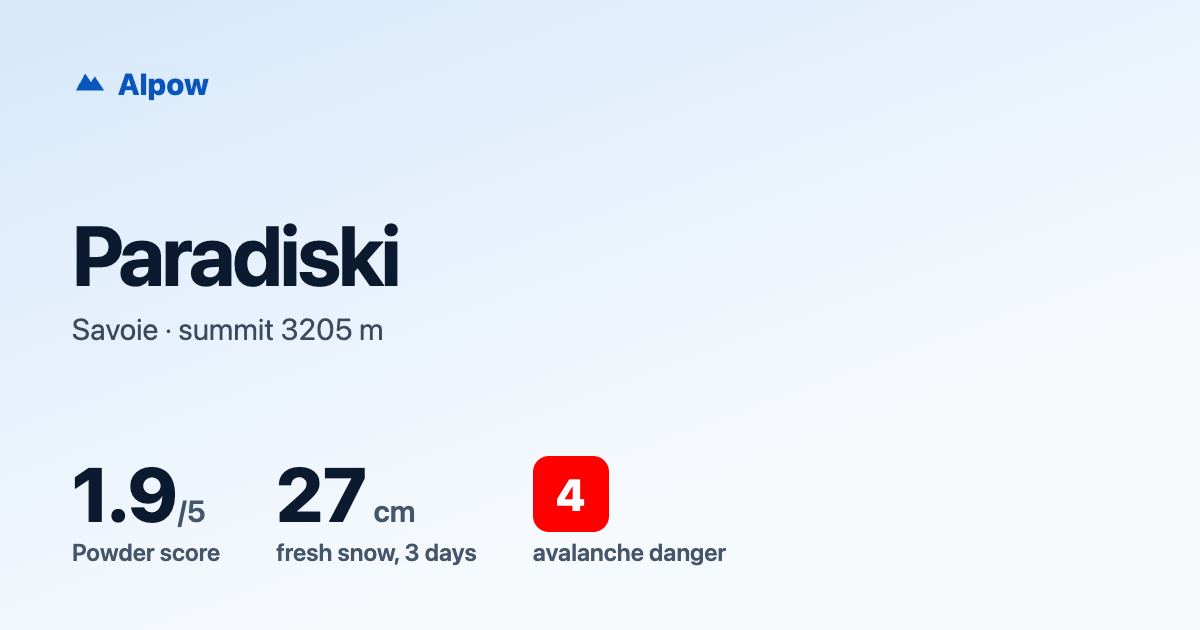 Alpow
Paradiski
Savoie · summit 3205 m
1.9/5 27 cm 4
Powder score fresh snow, 3 days avalanche danger